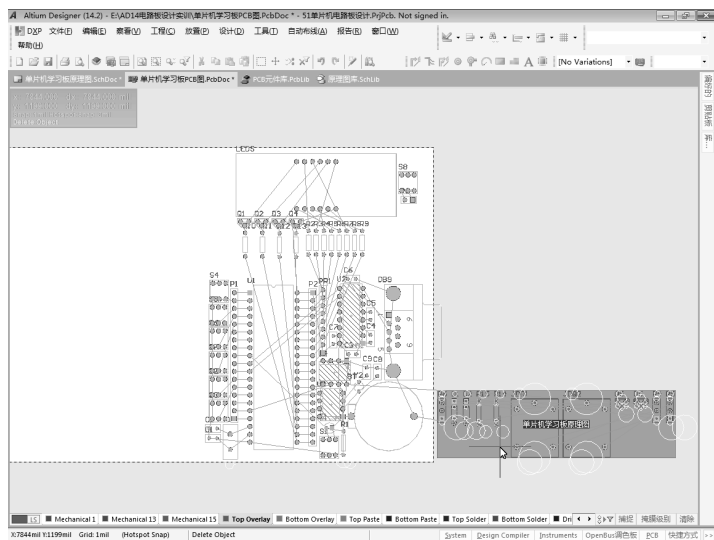 Altium Designer (14.2) - E:\AD14电路板设计实训\单片机学习板PCB图.PcbDoc * - 51单机电路板设计.PrjPcb. Not signed in.
DXP 文件(F) 编辑(E) 察看(V) 工程(C) 放置(P) 设计(D) 工具(T) 自动布线(A) 报告(R) 窗口(W)
帮助(H)
[No Variations]
单片机学习板原理图.SchDoc * 单片机学习板PCB图.PcbDoc * PCB元件库.PcbLib 原理图库.SchLib
Delete Object
LEDS
S8
Q1 Q2 Q3 Q4
C6
S4
P1 U1 P2 PR1 U2 DB9
C5
C4
C9 C8
Y2
R1
单片机学习板原理图
LS Mechanical 1 Mechanical 13 Mechanical 15 Top Overlay Bottom Overlay Top Paste Bottom Paste Top Solder Bottom Solder Dri 捕捉 掩膜级别 清除
X:7844mil Y:1199mil Grid: 1mil (Hotspot Snap) Delete Object System Design Compiler Instruments OpenBus调色板 PCB 快捷方式 >>